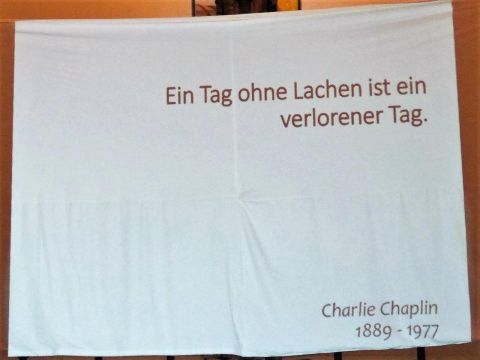 Ein Tag ohne Lachen ist ein
verlorener Tag.
Charlie Chaplin
1889 - 1977